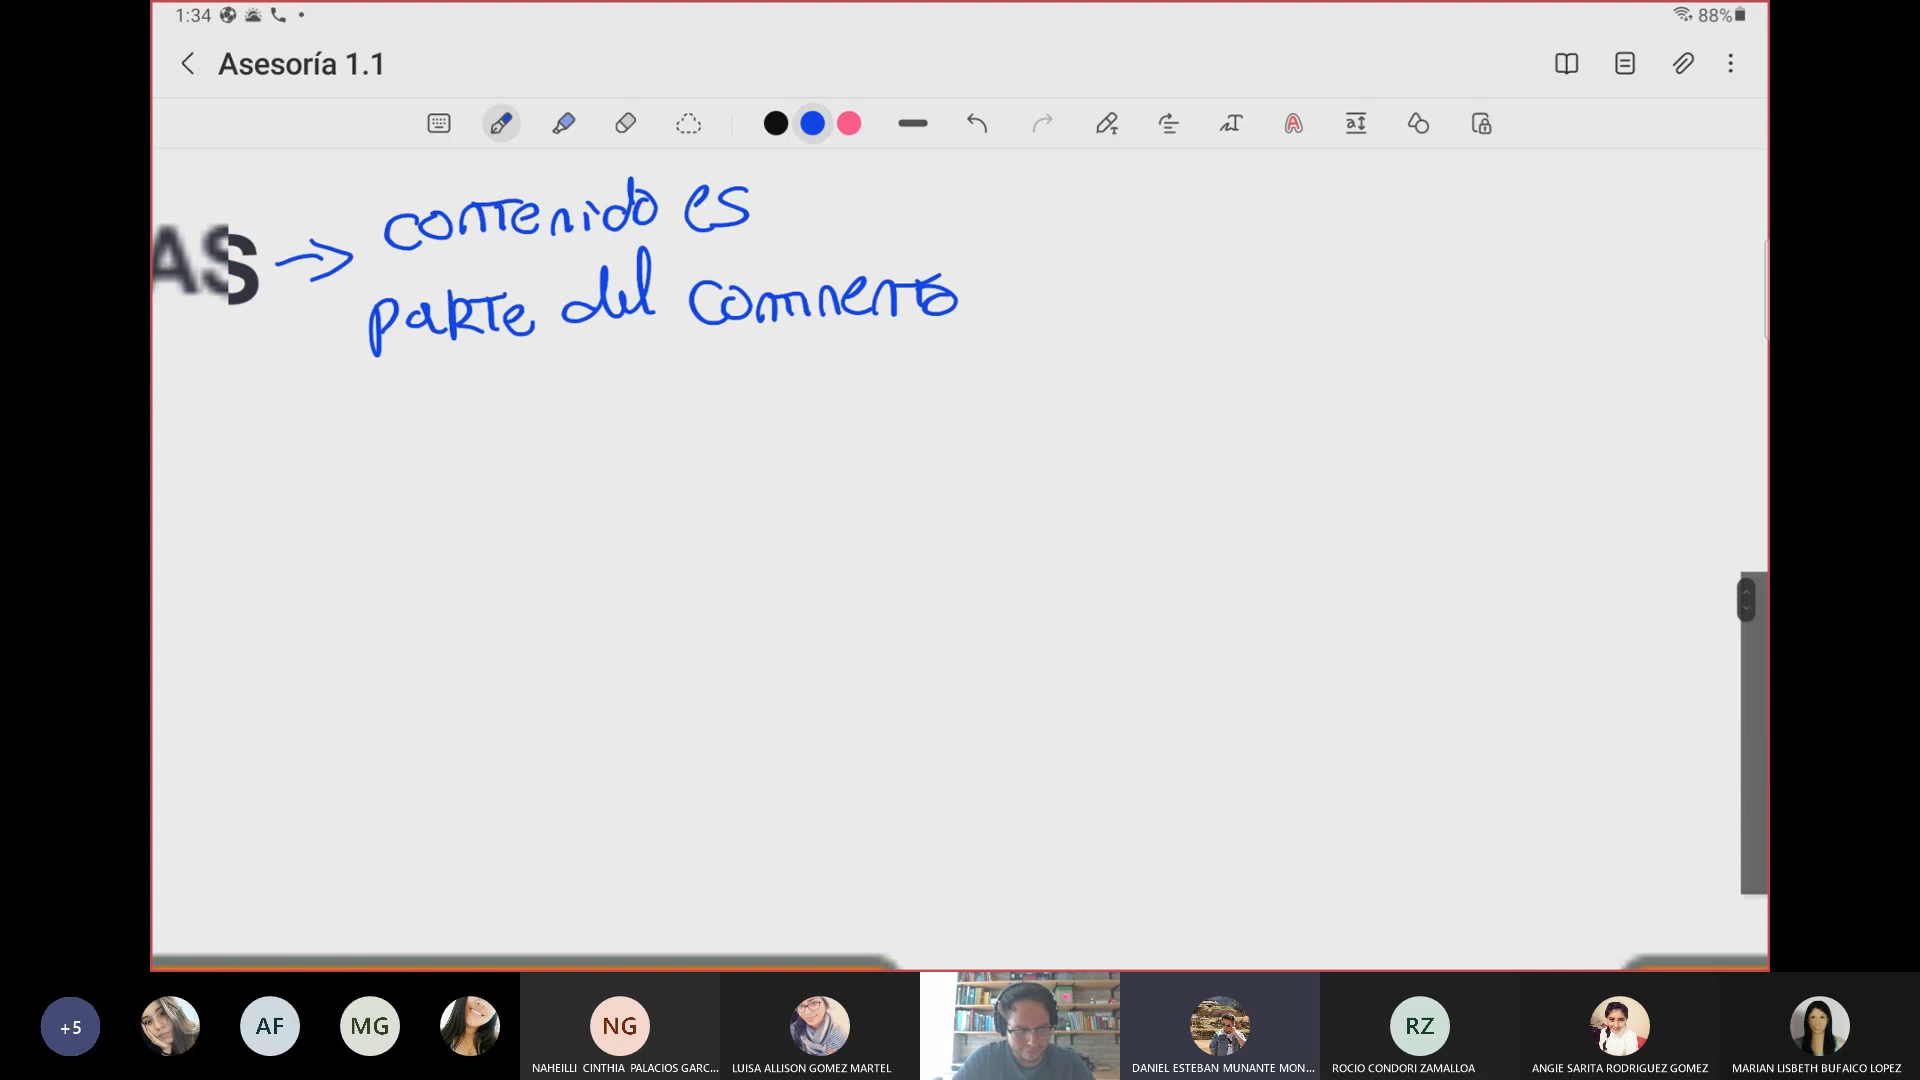 1:34
88%
Asesoría 1.1
AS → contenido es
parte del commento
+5
AF
MG
NG
RZ
NAHEILLI CINTHIA PALACIOS GARC...
LUISA ALLISON GOMEZ MARTEL
DANIEL ESTEBAN MUNANTE MON...
ROCIO CONDORI ZAMALLOA
ANGIE SARITA RODRIGUEZ GOMEZ
MARIAN LISBETH BUFAICO LOPEZ